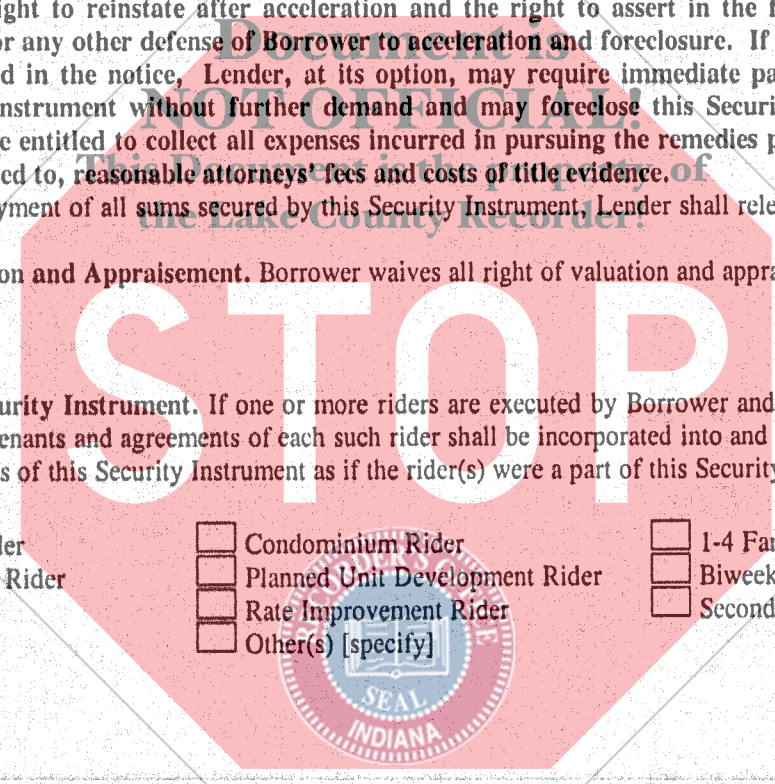 ght to reinstate after acceleration and the right to assert in the
or any other defense of Borrower to acceleration and foreclosure. If
Document is
d in the notice, Lender, at its option, may require immediate pa
nstrument without further demand and may foreclose this Securi
NOT OFFICIAL!
e entitled to collect all expenses incurred in pursuing the remedies p
This Document is the property of
ed to, reasonable attorneys' fees and costs of title evidence.
yment of all sums secured by this Security Instrument, Lender shall rele
the Lake County Recorder!
on and Appraisement. Borrower waives all right of valuation and appra
STOP
urity Instrument. If one or more riders are executed by Borrower and
enants and agreements of each such rider shall be incorporated into and
s of this Security Instrument as if the rider(s) were a part of this Security
der Condominium Rider 1-4 Fa
Rider Planned Unit Development Rider Biweek
Rate Improvement Rider Second
Other(s) [specify]
SEAL
INDIANA